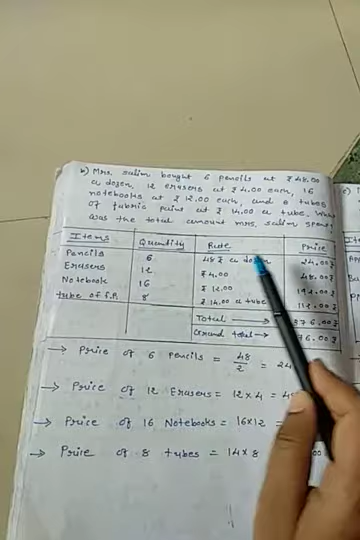 b) Mrs. Salim bought 6 pencils at ₹ 48.00
a dozen, 12 erasers at ₹ 4.00 each, 16
notebooks at ₹ 12.00 each, and 8 tubes
of fabric paint at ₹ 14.00 a tube. What
was the total amount mrs. salim spent
Items Quantity Rate Price
Pencils 6 48 ₹ a dozen 24.00₹
Erasers 12 ₹ 4.00 48.00₹
Notebook 16 ₹ 12.00 192.00₹
tube of f.P. 8 ₹ 14.00 a tube 112.00₹
Total → 376.00₹
Grand total → 76.00₹
→ Price of 6 Pencils = 48/2 = 24
→ Price of 12 Erasers = 12×4 = 4
→ Price of 16 Notebooks = 16×12 =
→ Price of 8 tubes = 14×8